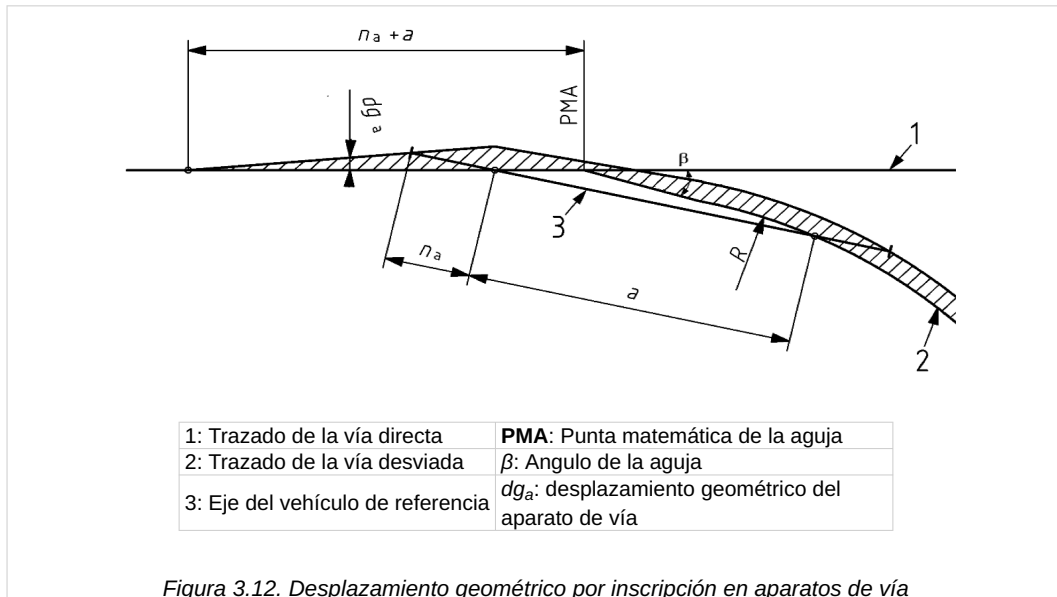 nₐ + a
dgₐ
PMA
1
β
3
nₐ
a
R
2
1: Trazado de la vía directa PMA: Punta matemática de la aguja
2: Trazado de la vía desviada β: Angulo de la aguja
3: Eje del vehículo de referencia dgₐ: desplazamiento geométrico del
aparato de vía
Figura 3.12. Desplazamiento geométrico por inscripción en aparatos de vía